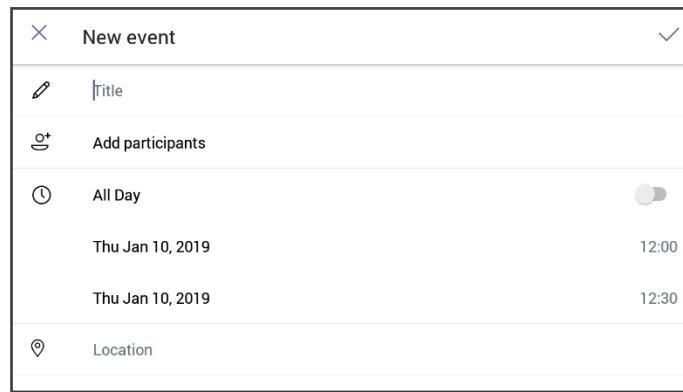 New event
Title
Add participants
All Day
Thu Jan 10, 2019 12:00
Thu Jan 10, 2019 12:30
Location